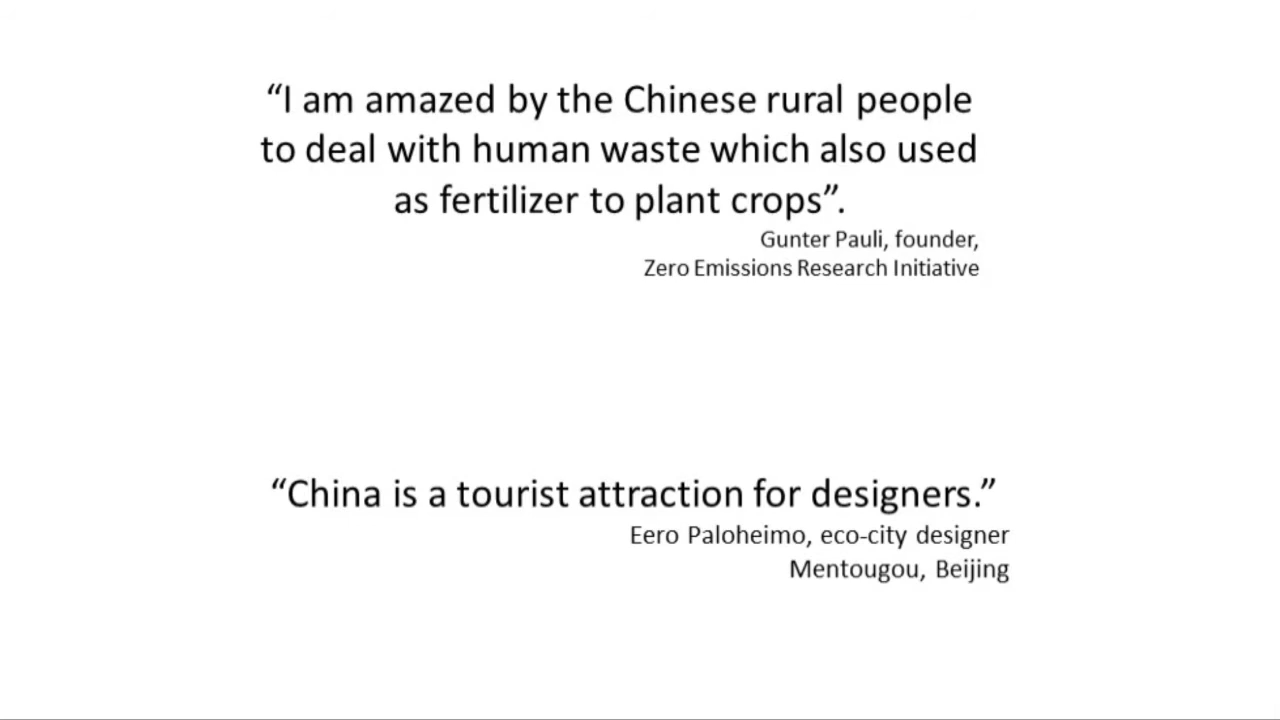 “I am amazed by the Chinese rural people
to deal with human waste which also used
as fertilizer to plant crops”.
Gunter Pauli, founder,
Zero Emissions Research Initiative
“China is a tourist attraction for designers.”
Eero Paloheimo, eco-city designer
Mentougou, Beijing